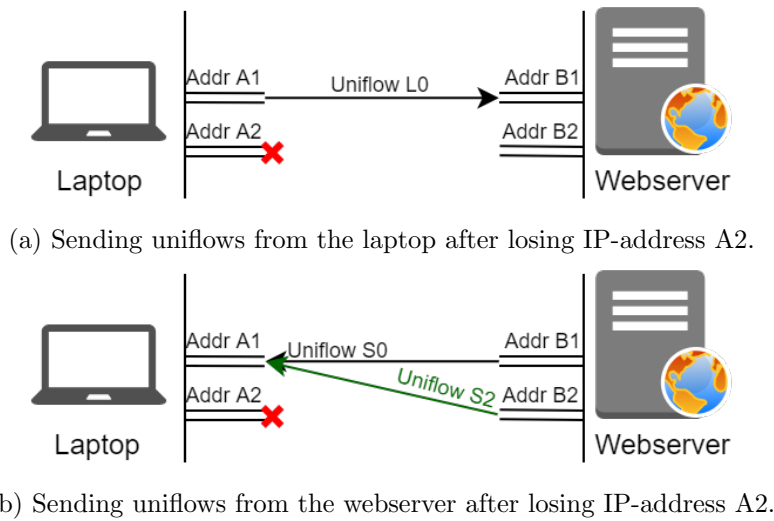 Addr A1
Uniflow L0
Addr B1
Addr A2
Addr B2
Laptop
Webserver
(a) Sending uniflows from the laptop after losing IP-address A2.
Addr A1
Uniflow S0
Addr B1
Addr A2
Uniflow S2
Addr B2
Laptop
Webserver
b) Sending uniflows from the webserver after losing IP-address A2.